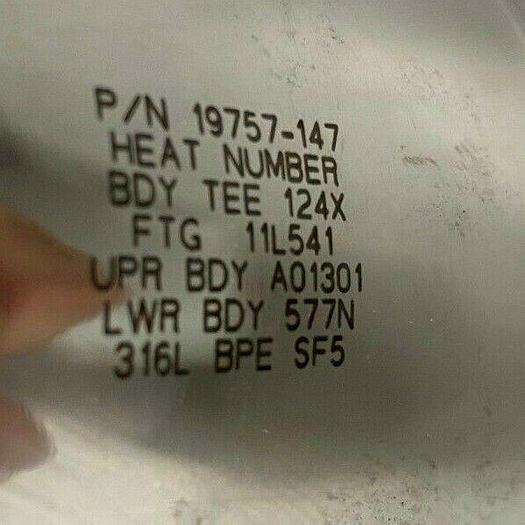 P/N 19757-147
HEAT NUMBER
BDY TEE 124X
FTG 11L541
UPR BDY A01301
LWR BDY 577N
316L BPE SF5